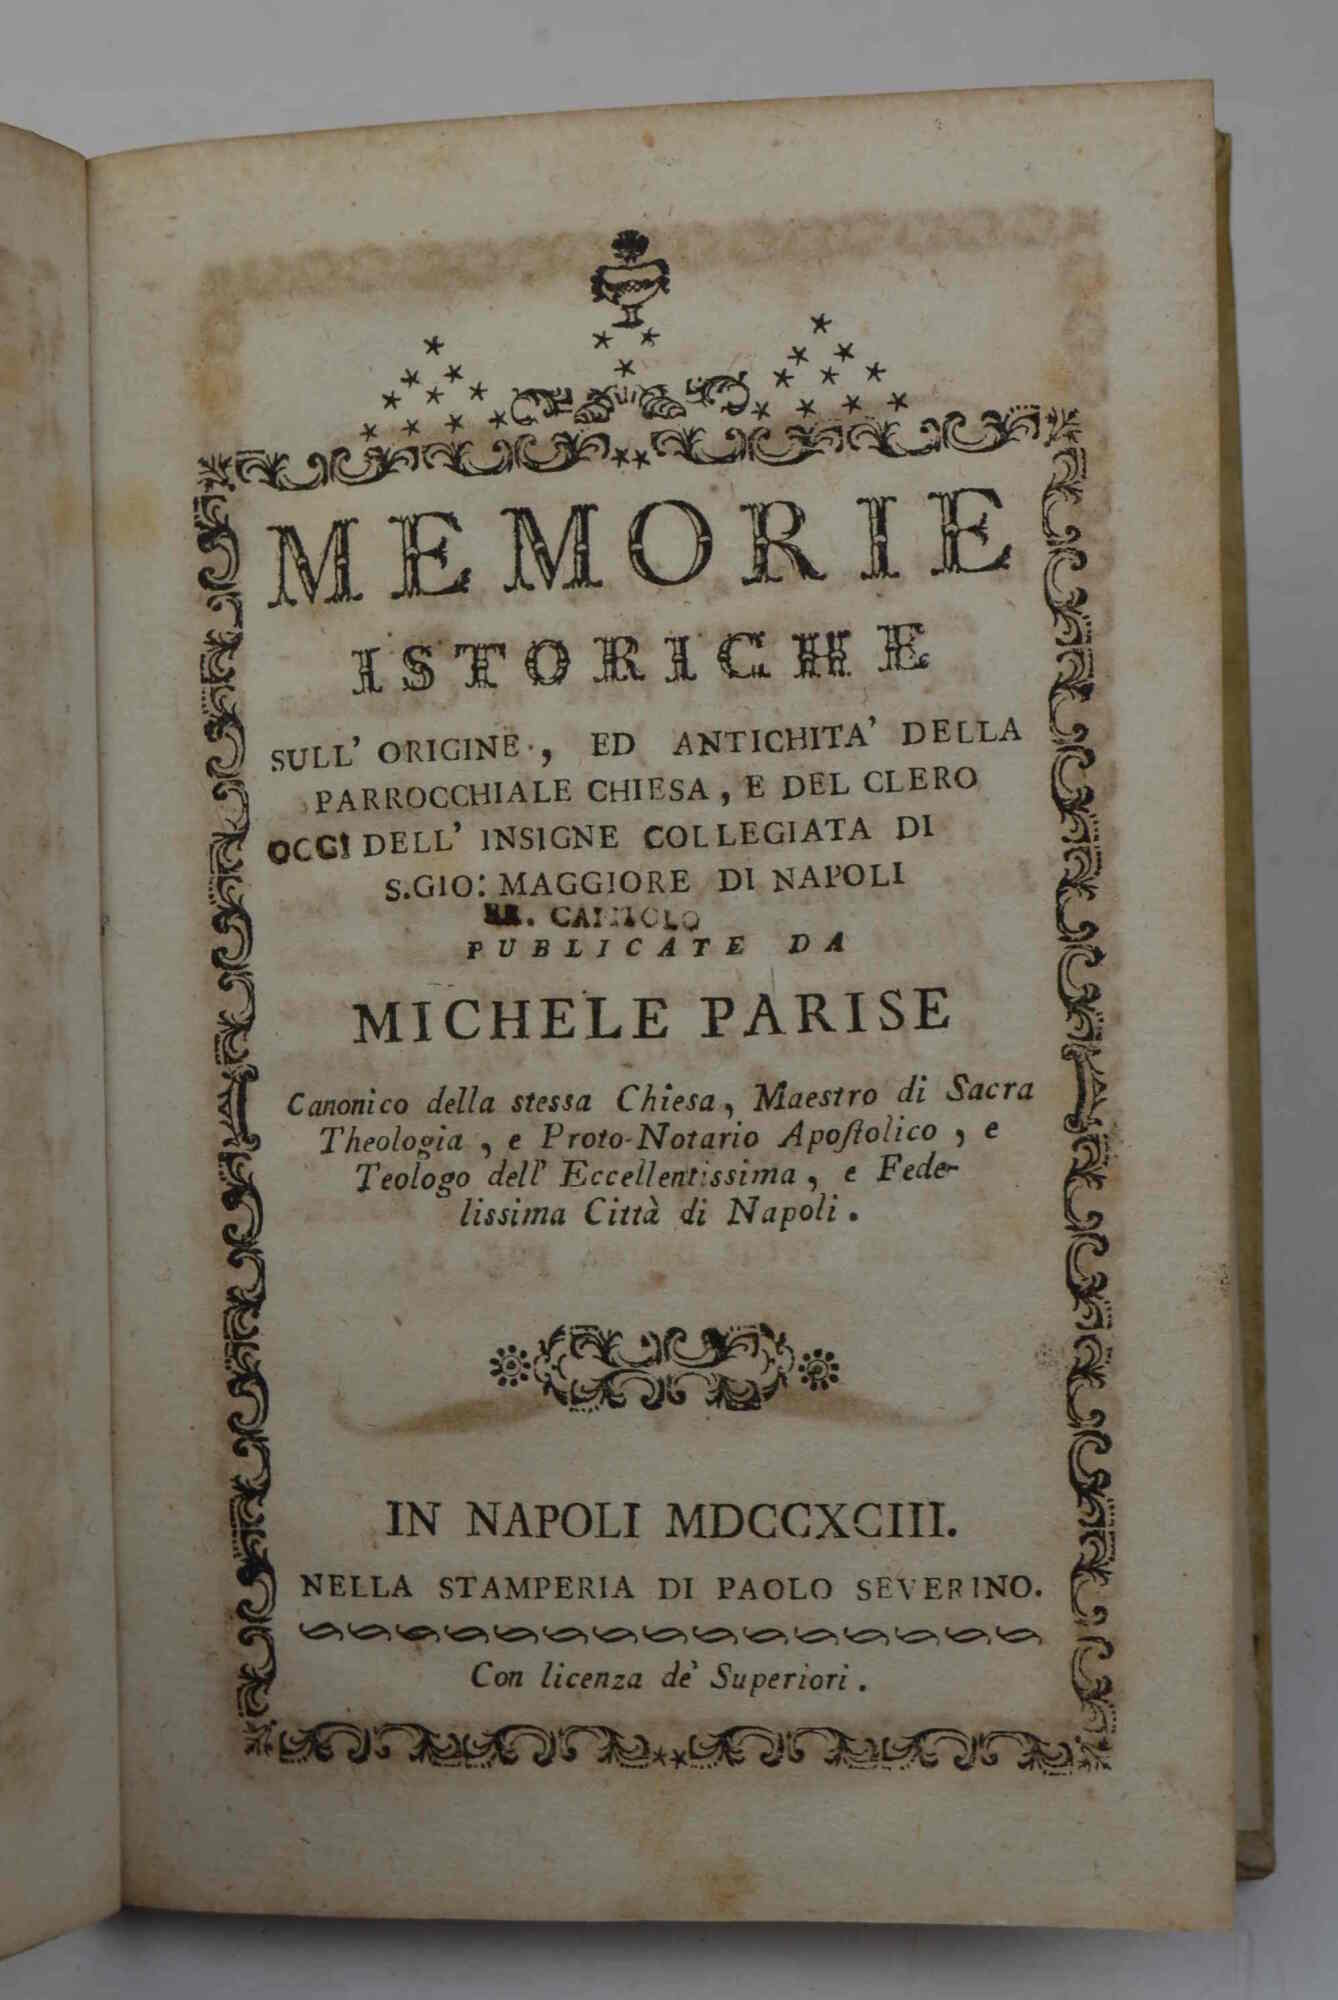 MEMORIE
ISTORICHE
SULL' ORIGINE, ED ANTICHITA' DELLA
PARROCCHIALE CHIESA, E DEL CLERO
OGGI DELL' INSIGNE COLLEGIATA DI
S.GIO: MAGGIORE DI NAPOLI
PUBLICATE DA
MICHELE PARISE
Canonico della stessa Chiesa, Maestro di Sacra
Theologia, e Proto-Notario Apoſtolico, e
Teologo dell' Eccellentissima, e Fede-
lissima Città di Napoli.
IN NAPOLI MDCCXCIII.
NELLA STAMPERIA DI PAOLO SEVERINO.
Con licenza de' Superiori.